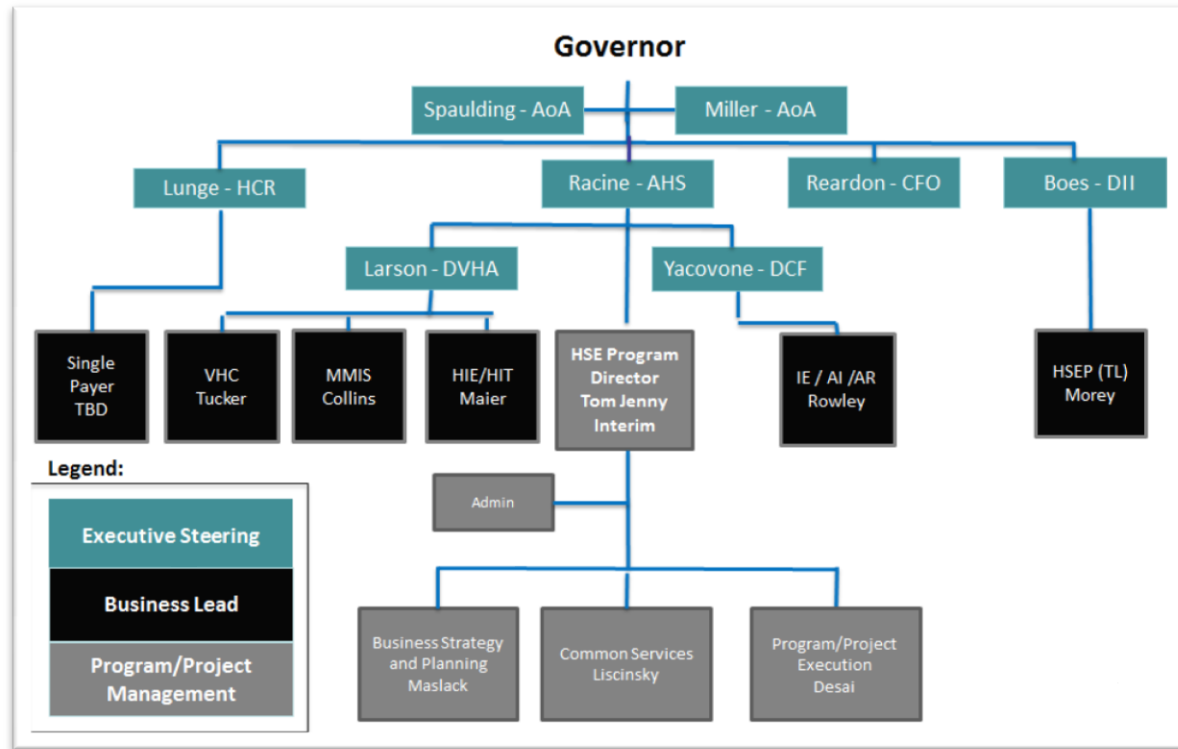 Governor
Spaulding - AoA
Miller - AoA
Lunge - HCR
Racine - AHS
Reardon - CFO
Boes - DII
Larson - DVHA
Yacovone - DCF
Single
Payer
TBD
VHC
Tucker
MMIS
Collins
HIE/HIT
Maier
HSE Program
Director
Tom Jenny
Interim
IE / AI /AR
Rowley
HSEP (TL)
Morey
Legend:
Executive Steering
Business Lead
Program/Project
Management
Admin
Business Strategy
and Planning
Maslack
Common Services
Liscinsky
Program/Project
Execution
Desai